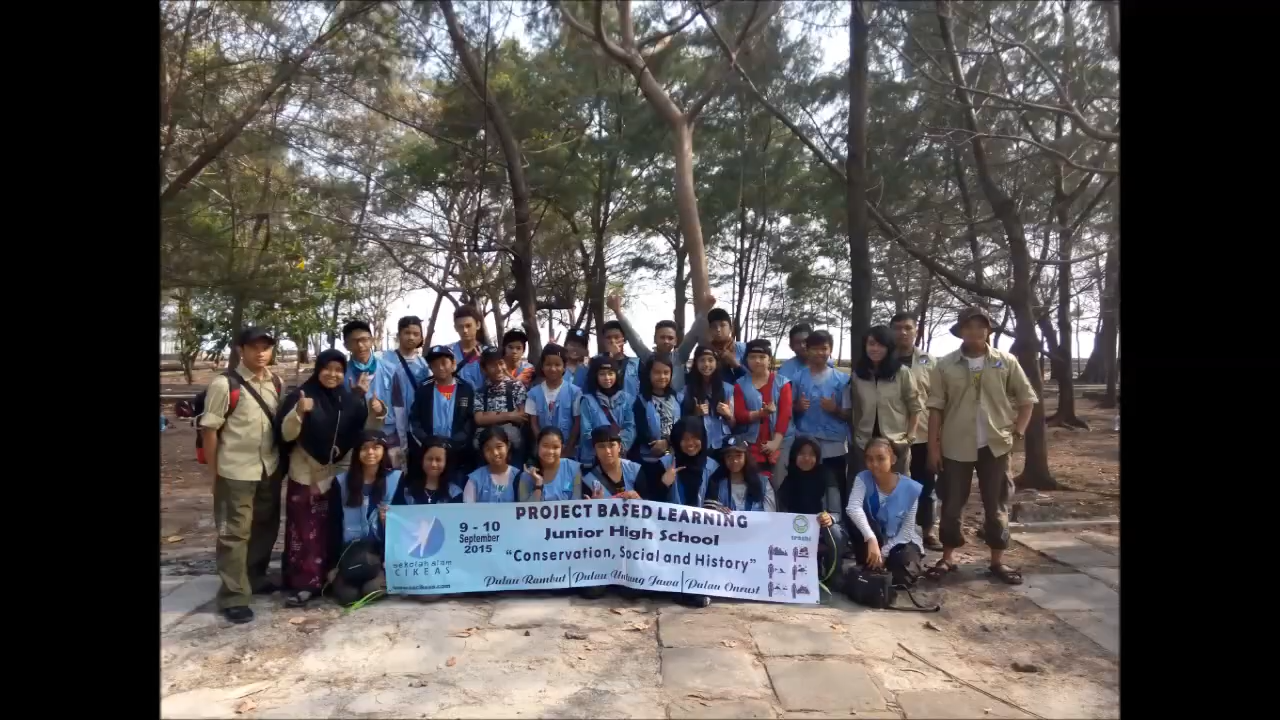 PROJECT BASED LEARNING
9 - 10
September
2015
Junior High School
"Conservation, Social and History"
sekolah alam
CIKEAS
Pulau Rambut | Pulau Untung Jawa | Pulau Onrust